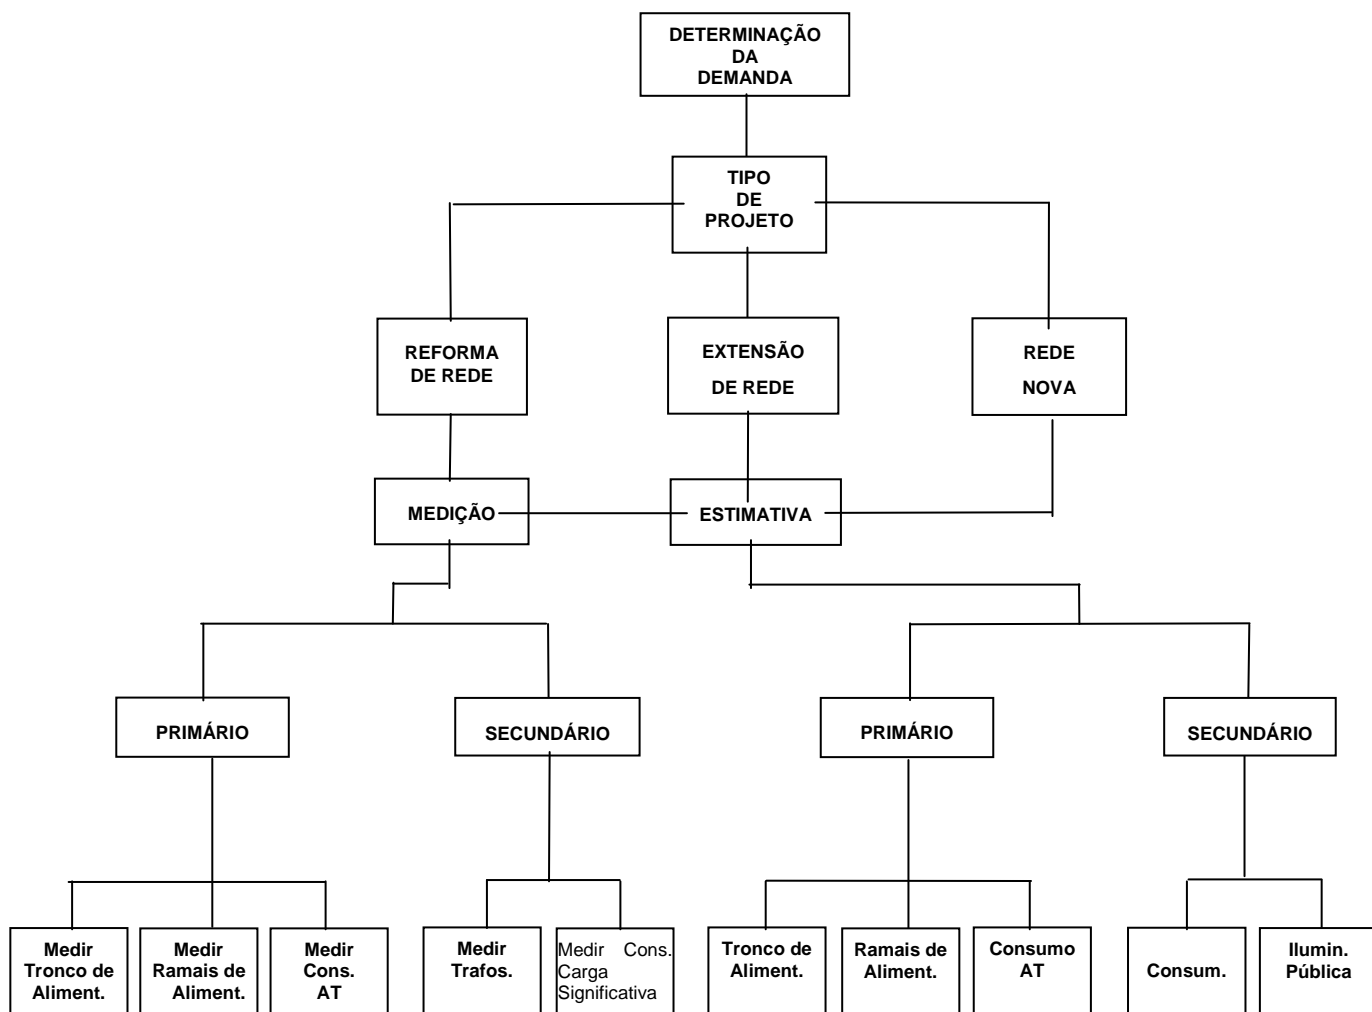 DETERMINAÇÃO
DA
DEMANDA
TIPO
DE
PROJETO
REFORMA
DE REDE
EXTENSÃO
DE REDE
REDE
NOVA
MEDIÇÃO
ESTIMATIVA
PRIMÁRIO
SECUNDÁRIO
PRIMÁRIO
SECUNDÁRIO
Medir
Tronco de
Aliment.
Medir
Ramais de
Aliment.
Medir
Cons.
AT
Medir
Trafos.
Medir Cons.
Carga
Significativa
Tronco de
Aliment.
Ramais de
Aliment.
Consumo
AT
Consum.
Ilumin.
Pública